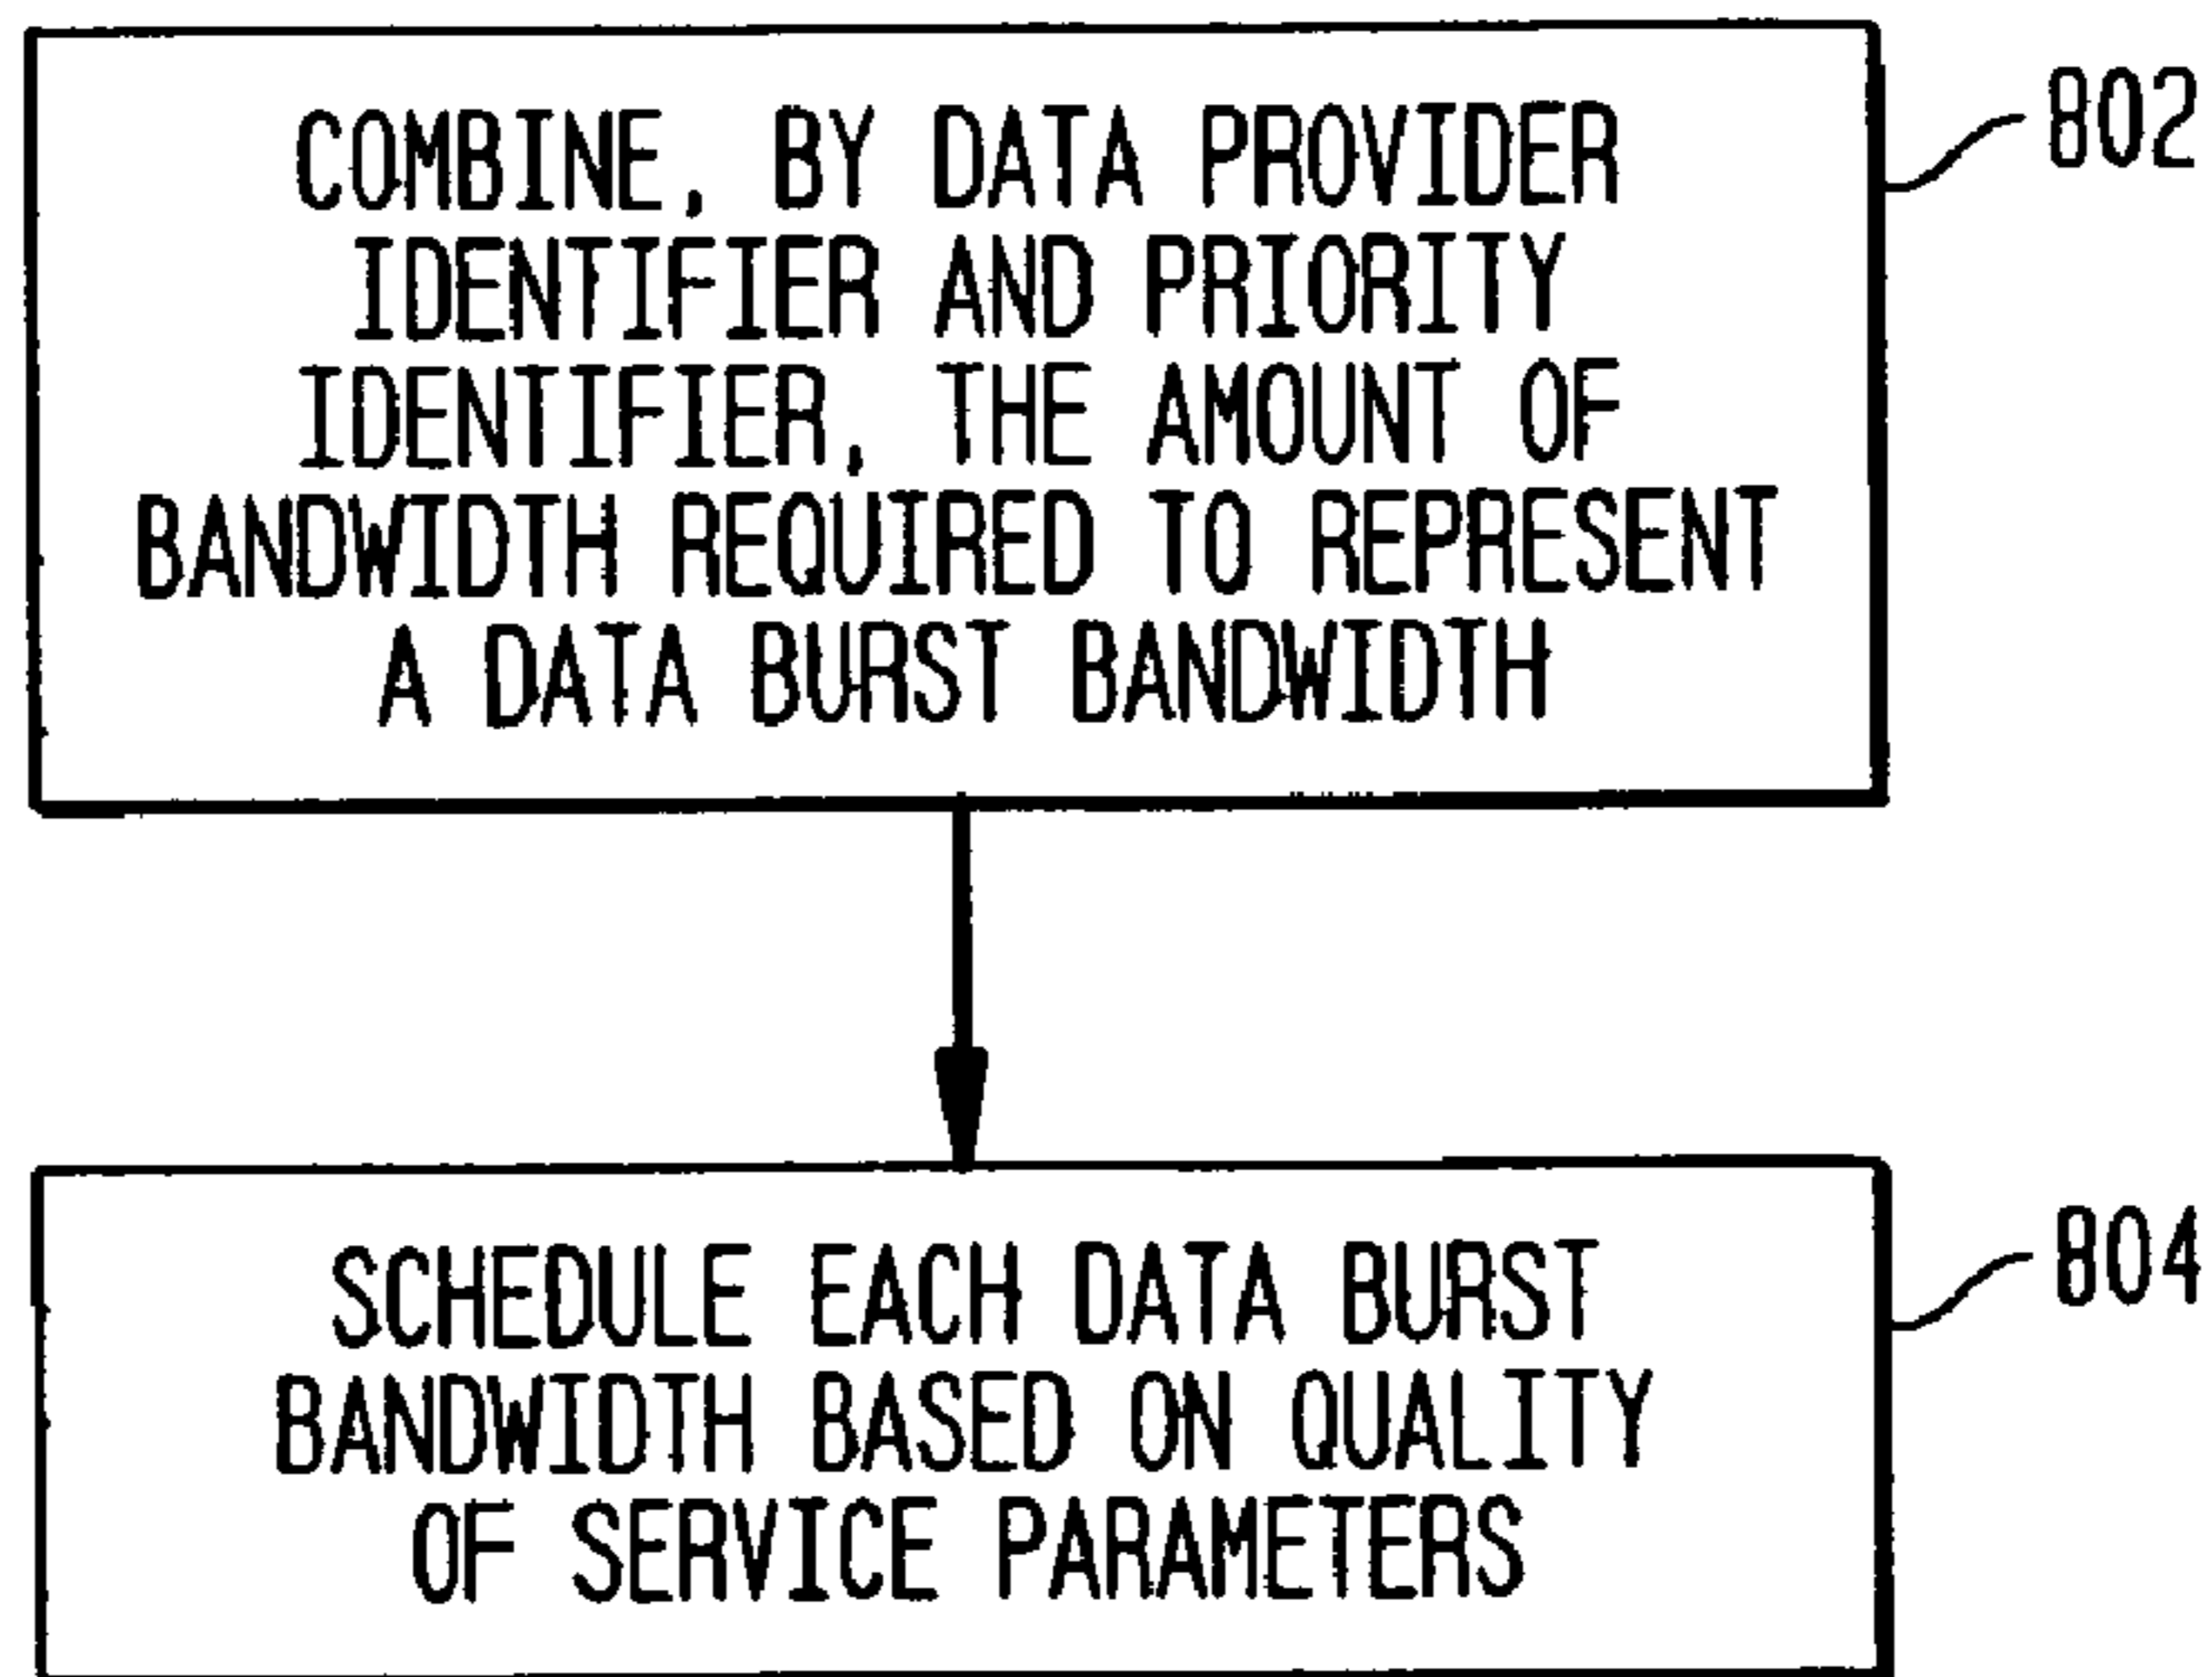 COMBINE, BY DATA PROVIDER
IDENTIFIER AND PRIORITY
IDENTIFIER, THE AMOUNT OF
BANDWIDTH REQUIRED TO REPRESENT
A DATA BURST BANDWIDTH
802
SCHEDULE EACH DATA BURST
BANDWIDTH BASED ON QUALITY
OF SERVICE PARAMETERS
804